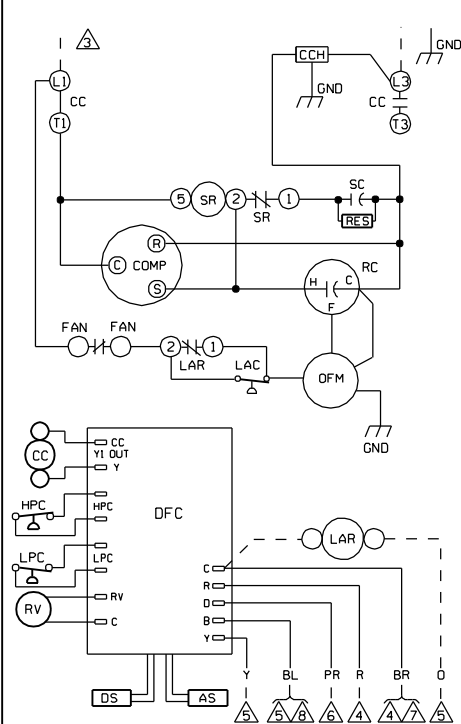 3
GND
CCH
L1
L3
GND
CC
CC
T1
T3
SC
5 SR 2 1
SR
RES
R
C COMP
RC
H C
S
F
FAN FAN
2 1
LAR
LAC
OFM
GND
CC
Y1 OUT
CC
Y
HPC
HPC
DFC
LPC
LPC
LAR
C
RV
RV
R
D
C
B
Y
Y BL PR R BR O
DS
AS
5 5 8 6 4 4 7 5